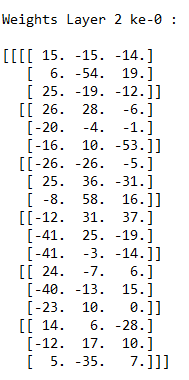 Weights Layer 2 ke-0 :
[[[[ 15. -15. -14.]
[ 6. -54. 19.]
[ 25. -19. -12.]]
[[ 26. 28. -6.]
[-20. -4. -1.]
[-16. 10. -53.]]
[[-26. -26. -5.]
[ 25. 36. -31.]
[ -8. 58. 16.]]
[[-12. 31. 37.]
[-41. 25. -19.]
[-41. -3. -14.]]
[[ 24. -7. 6.]
[-40. -13. 15.]
[-23. 10. 0.]]
[[ 14. 6. -28.]
[-12. 17. 10.]
[ 5. -35. 7.]]]